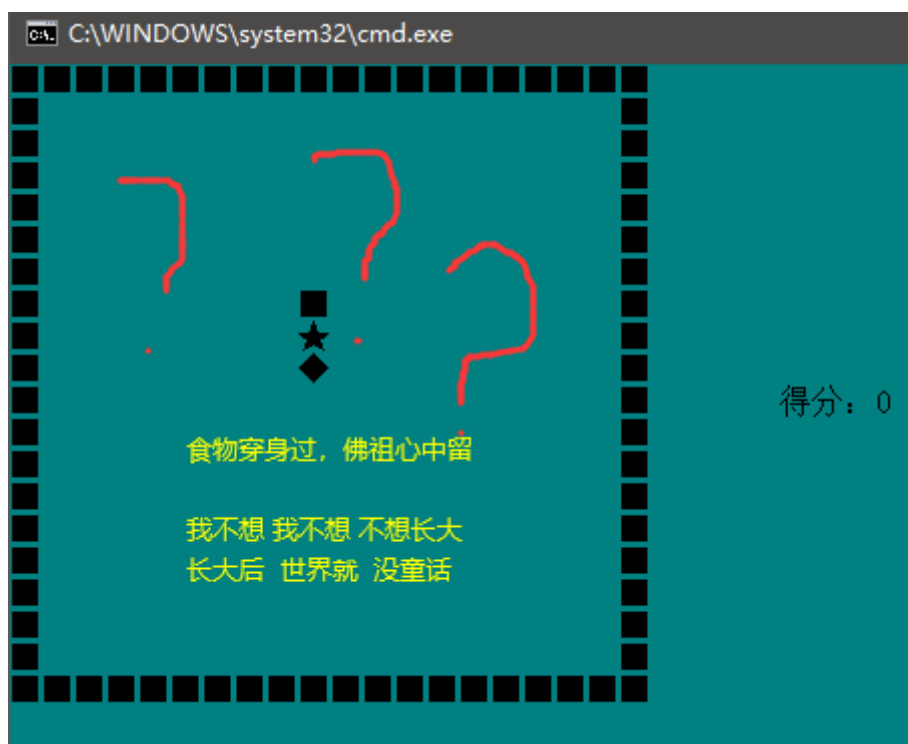 C:\WINDOWS\system32\cmd.exe
得分：0
食物穿身过，佛祖心中留
我不想 我不想 不想长大
长大后 世界就 没童话